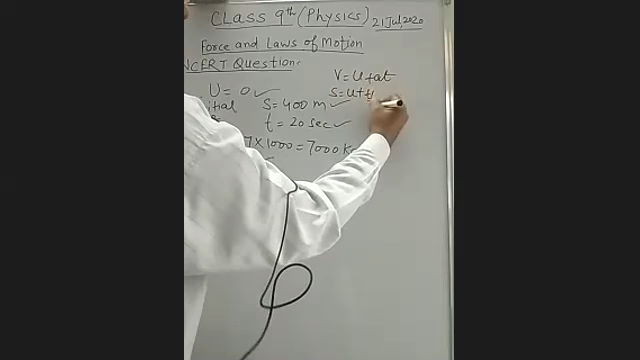 CLass 9th (Physics) 21 Jul, 2020
Force and Laws of Motion
NCERT Question:
U = 0 ✓
V = U + at
S = 400 m ✓
S = Ut +
t = 20 sec ✓
7 × 1000 = 7000 K